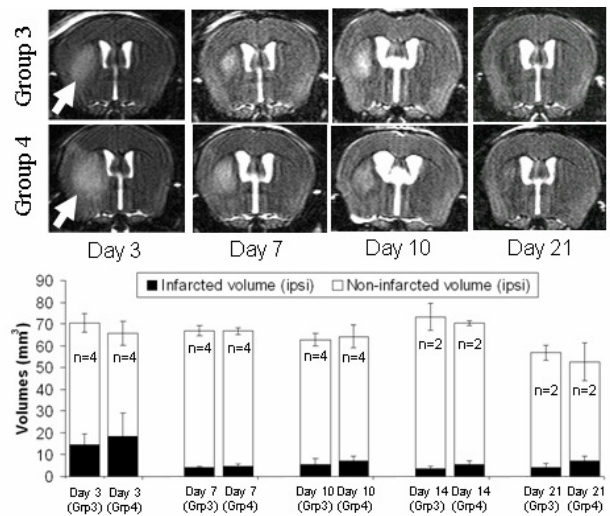 Group 3
Group 4
Day 3 Day 7 Day 10 Day 21
Infarcted volume (ipsi) Non-infarcted volume (ipsi)
Volumes (mm³)
90
80
70
60
50
40
30
20
10
0
n=4 n=4 n=4 n=4 n=4 n=4 n=2 n=2 n=2 n=2
Day 3 Day 3 Day 7 Day 7 Day 10 Day 10 Day 14 Day 14 Day 21 Day 21
(Grp3) (Grp4) (Grp3) (Grp4) (Grp3) (Grp4) (Grp3) (Grp4) (Grp3) (Grp4)